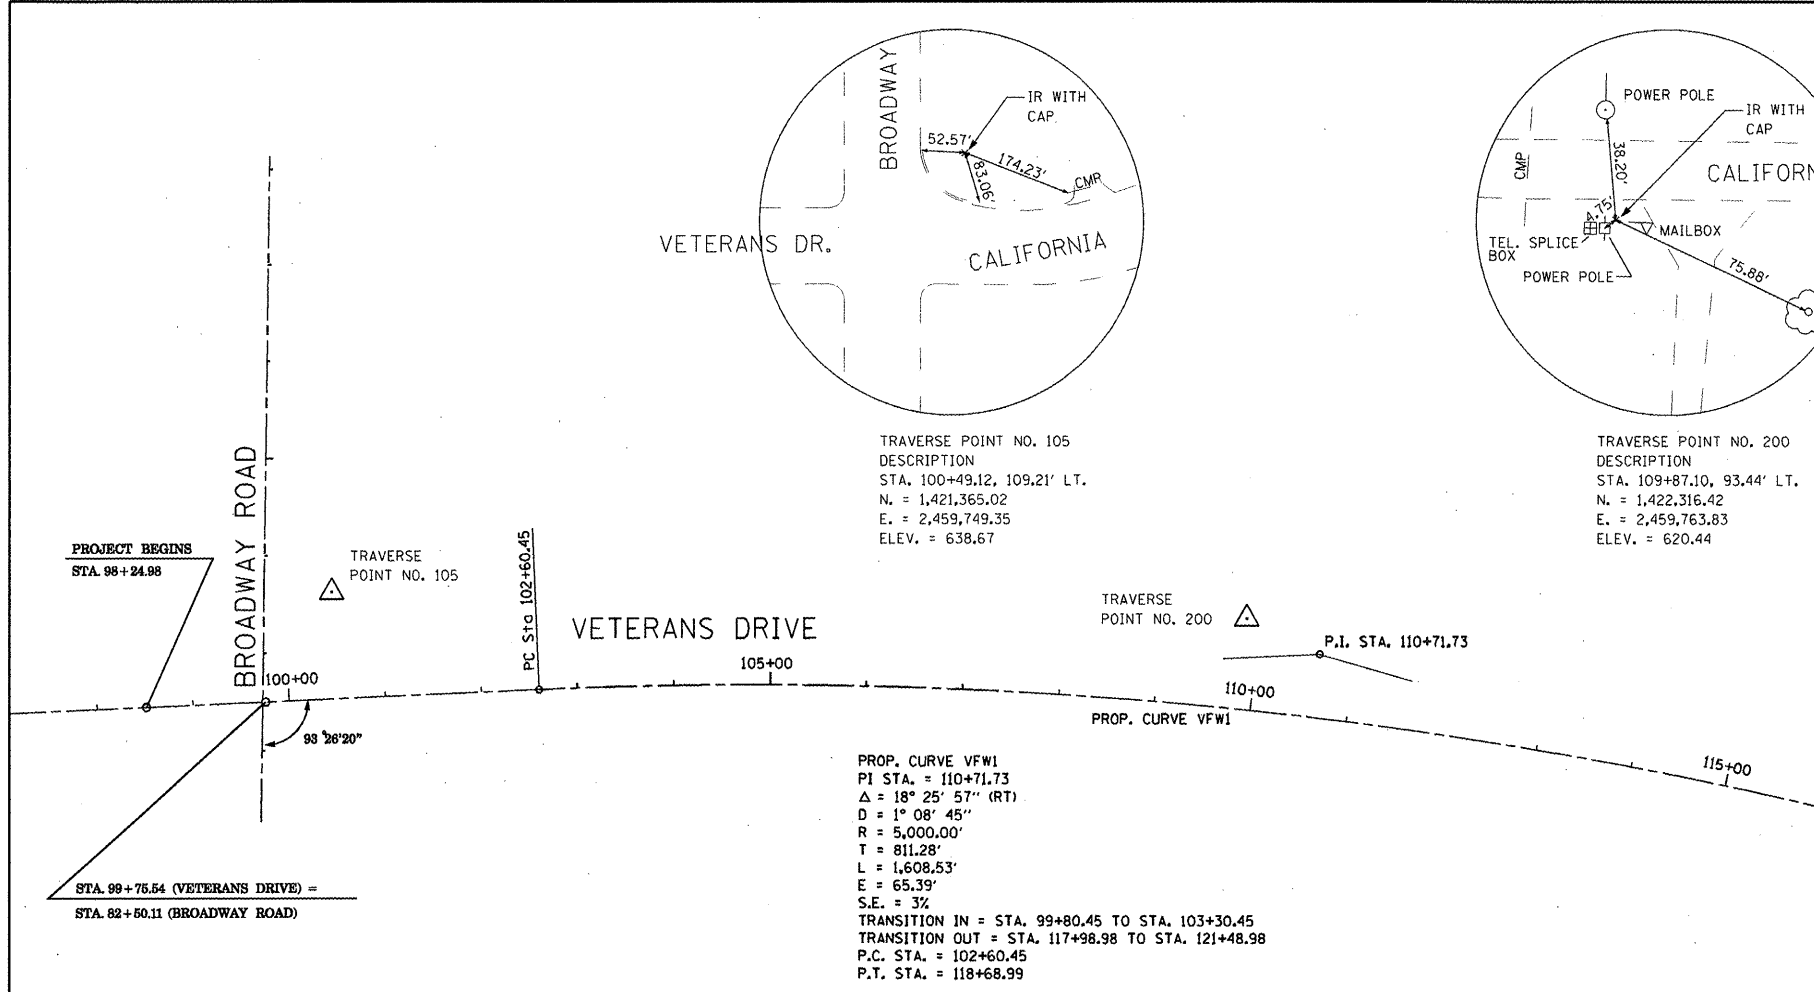 BROADWAY
IR WITH
CAP
52.57'
174.23'
83.06'
CMP
VETERANS DR.
CALIFORNIA
POWER POLE
IR WITH
CAP
38.20'
CMP
CALIFORN
4.75'
MAILBOX
TEL. SPLICE
BOX
POWER POLE
75.88'
TRAVERSE POINT NO. 105
DESCRIPTION
STA. 100+49.12, 109.21' LT.
N. = 1,421,365.02
E. = 2,459,749.35
ELEV. = 638.67
TRAVERSE POINT NO. 200
DESCRIPTION
STA. 109+87.10, 93.44' LT.
N. = 1,422,316.42
E. = 2,459,763.83
ELEV. = 620.44
BROADWAY ROAD
PROJECT BEGINS
STA. 98+24.98
TRAVERSE
POINT NO. 105
PC Sta 102+60.45
VETERANS DRIVE
TRAVERSE
POINT NO. 200
P.I. STA. 110+71.73
100+00
105+00
110+00
115+00
93°26'20"
PROP. CURVE VFW1
PROP. CURVE VFW1
PI STA. = 110+71.73
Δ = 18° 25' 57" (RT)
D = 1° 08' 45"
R = 5,000.00'
T = 811.28'
L = 1,608.53'
E = 65.39'
S.E. = 3%
TRANSITION IN = STA. 99+80.45 TO STA. 103+30.45
TRANSITION OUT = STA. 117+98.98 TO STA. 121+48.98
P.C. STA. = 102+60.45
P.T. STA. = 118+68.99
STA. 99+75.54 (VETERANS DRIVE) =
STA. 82+50.11 (BROADWAY ROAD)